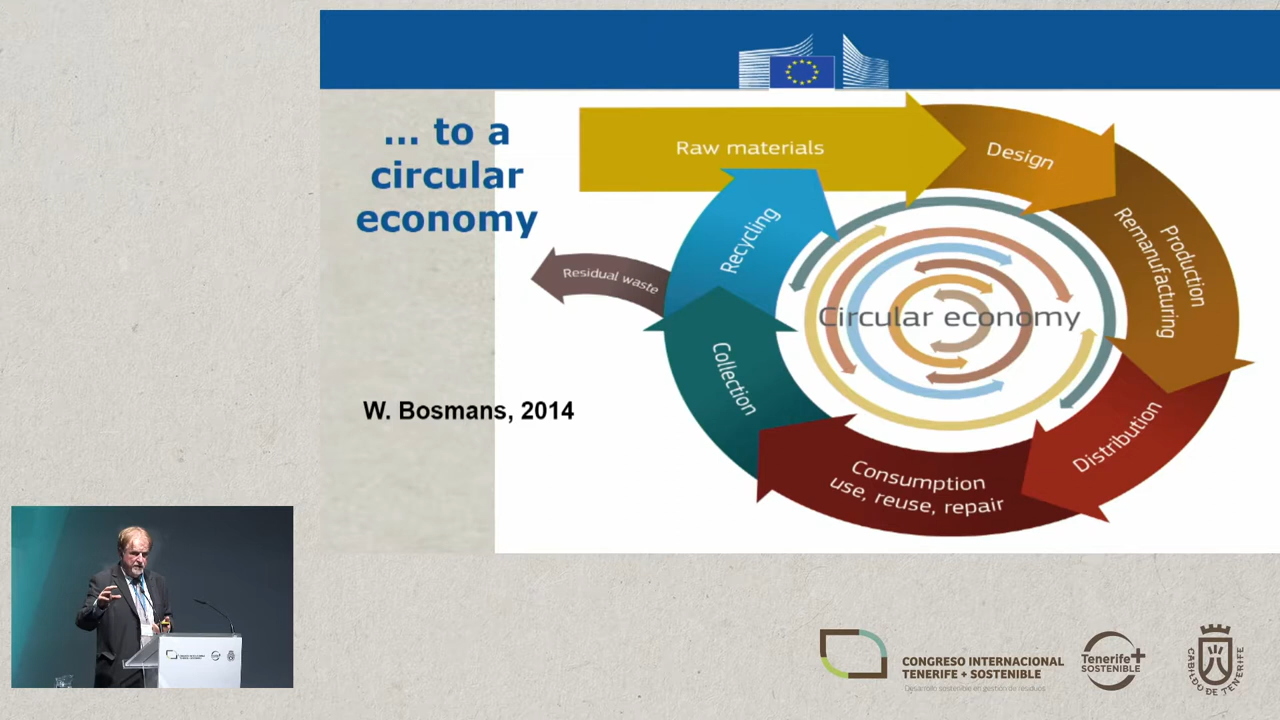 ... to a
circular
economy
Raw materials
Design
Production
Remanufacturing
Distribution
Consumption
use, reuse, repair
Collection
Recycling
Residual waste
Circular economy
W. Bosmans, 2014
CONGRESO INTERNACIONAL
TENERIFE + SOSTENIBLE
Desarrollo sostenible en gestión de residuos
Tenerife+
SOSTENIBLE
CABILDO DE TENERIFE